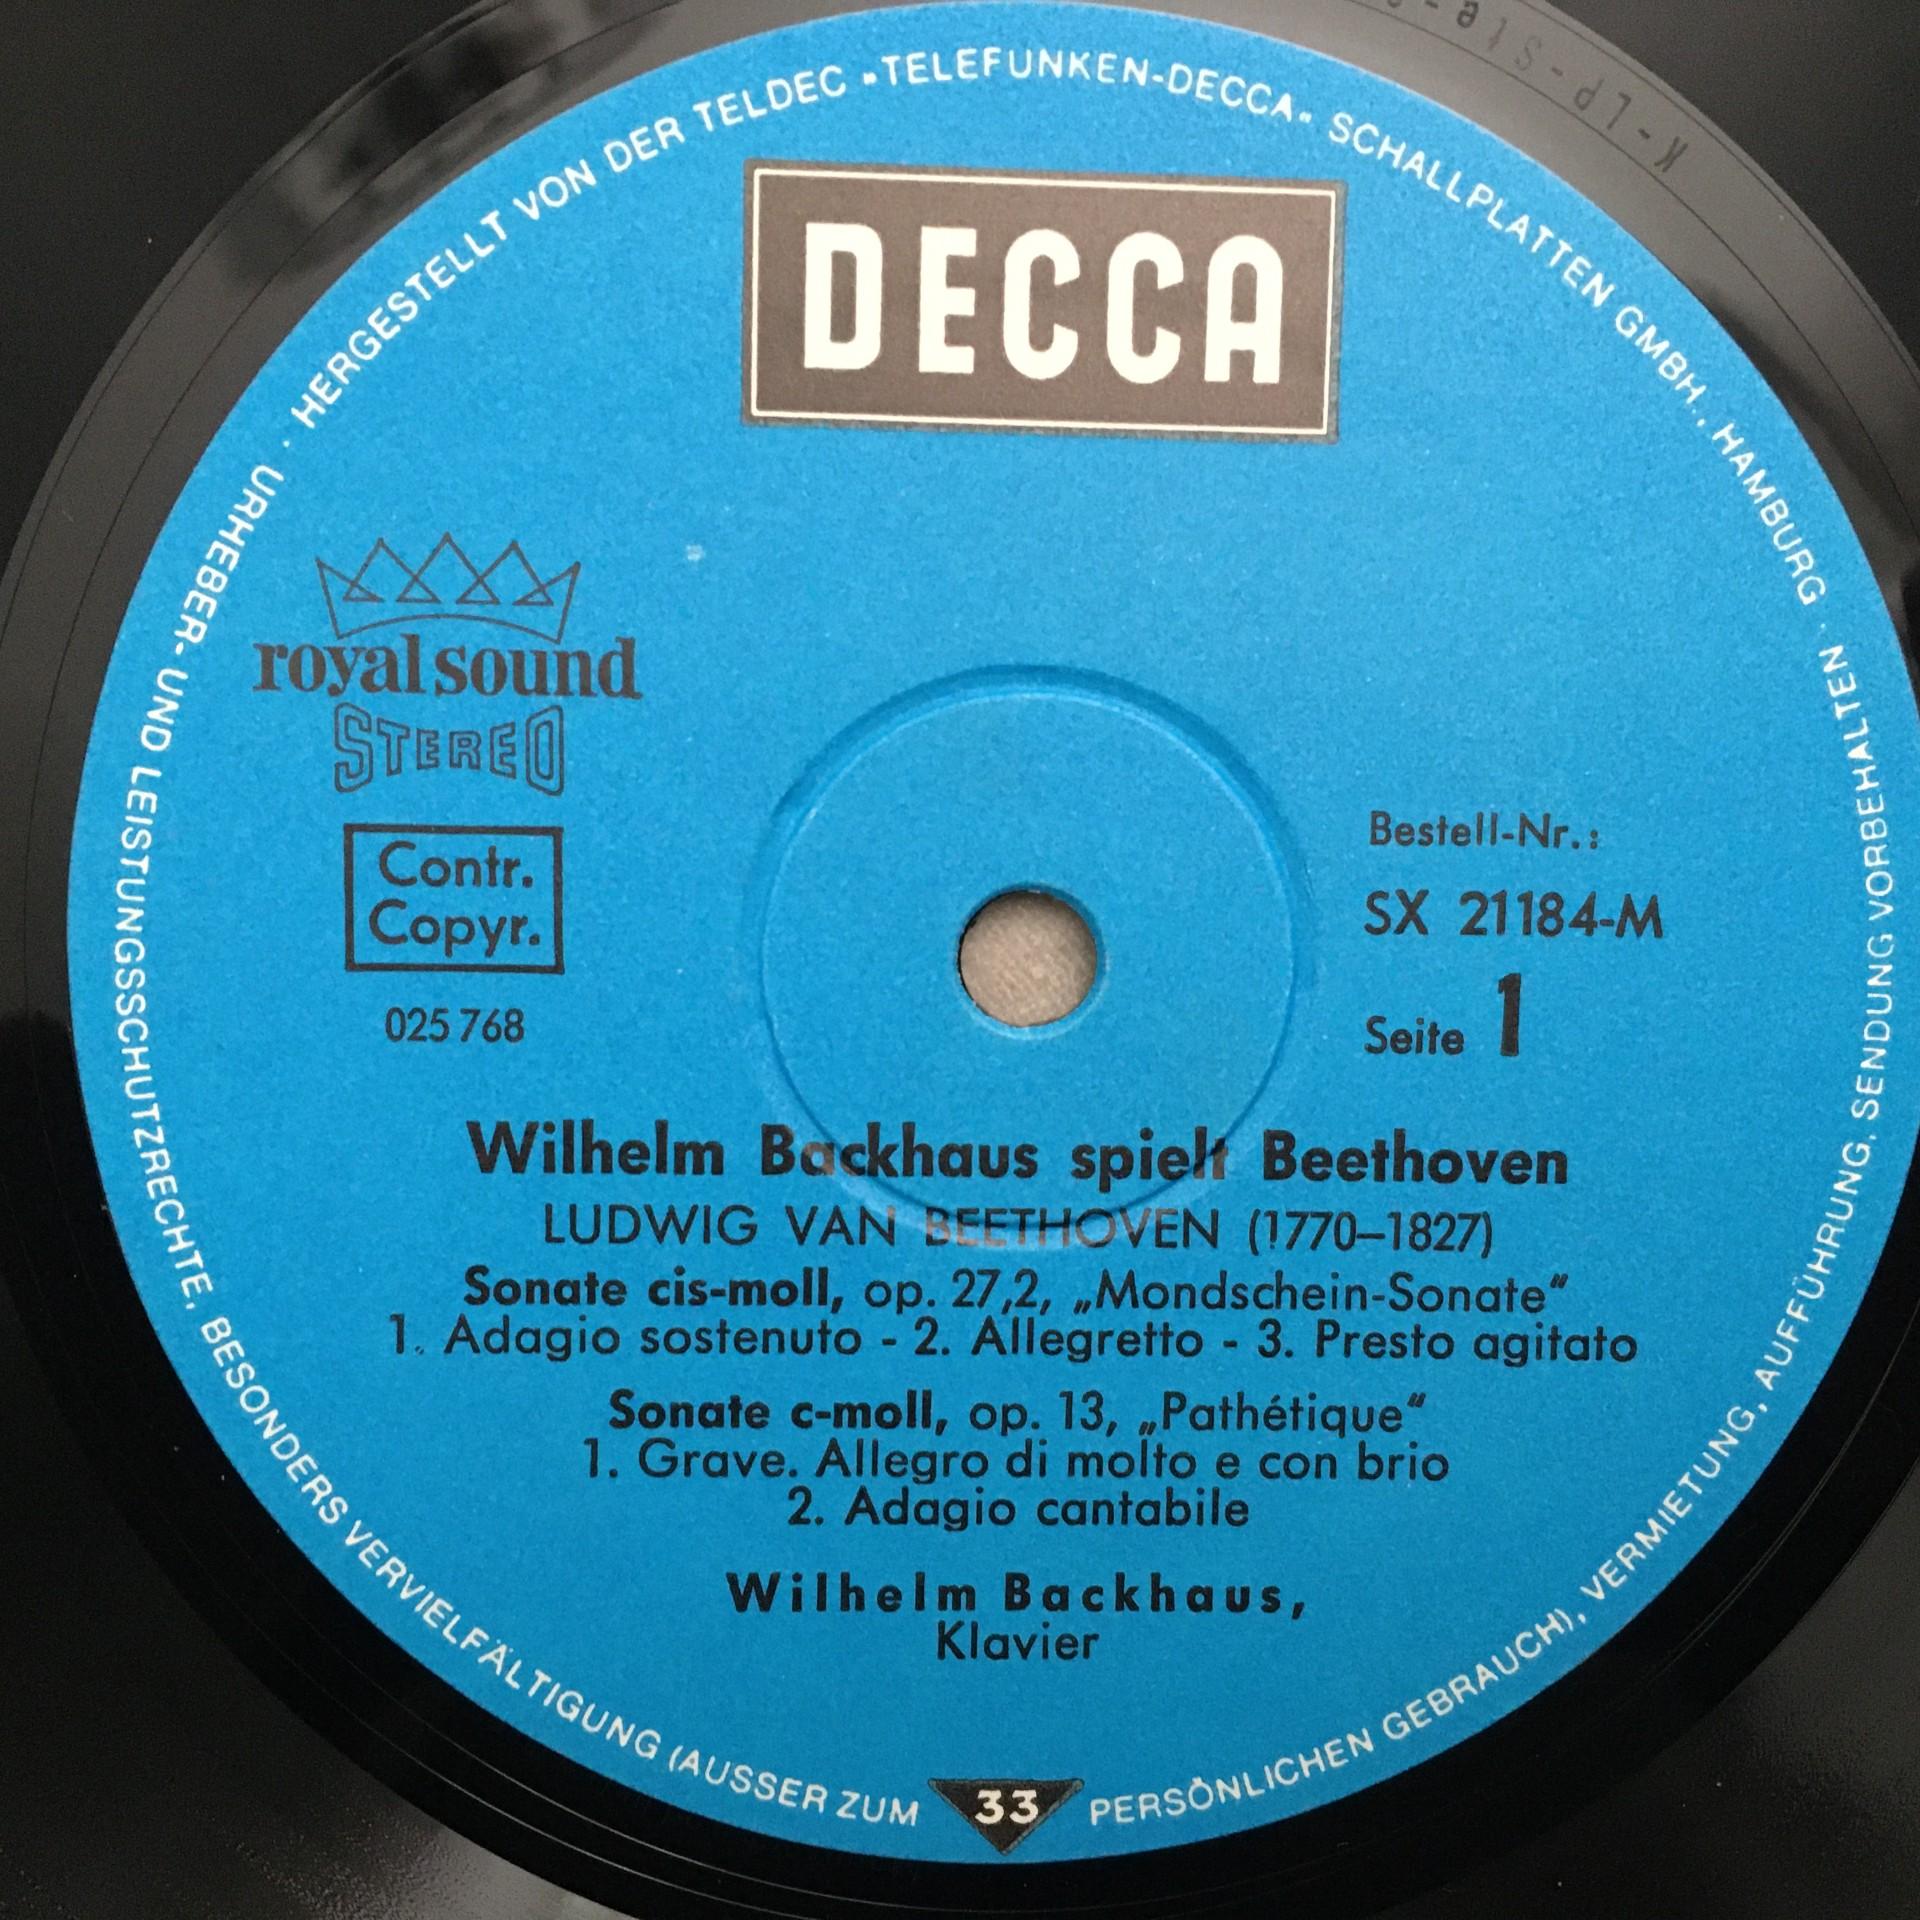 K-LP-Ste-
HERGESTELLT VON DER TELDEC »TELEFUNKEN-DECCA« SCHALLPLATTEN GMBH., HAMBURG ·
URHEBER- UND LEISTUNGSSCHUTZRECHTE, BESONDERS VERVIELFÄLTIGUNG (AUSSER ZUM PERSÖNLICHEN GEBRAUCH), VERMIETUNG, AUFFÜHRUNG, SENDUNG VORBEHALTEN ·
DECCA
royal sound
STEREO
Contr.
Copyr.
025 768
Bestell-Nr.:
SX 21184-M
Seite 1
Wilhelm Backhaus spielt Beethoven
LUDWIG VAN BEETHOVEN (1770–1827)
Sonate cis-moll, op. 27,2, „Mondschein-Sonate“
1. Adagio sostenuto - 2. Allegretto - 3. Presto agitato
Sonate c-moll, op. 13, „Pathétique“
1. Grave. Allegro di molto e con brio
2. Adagio cantabile
Wilhelm Backhaus,
Klavier
33